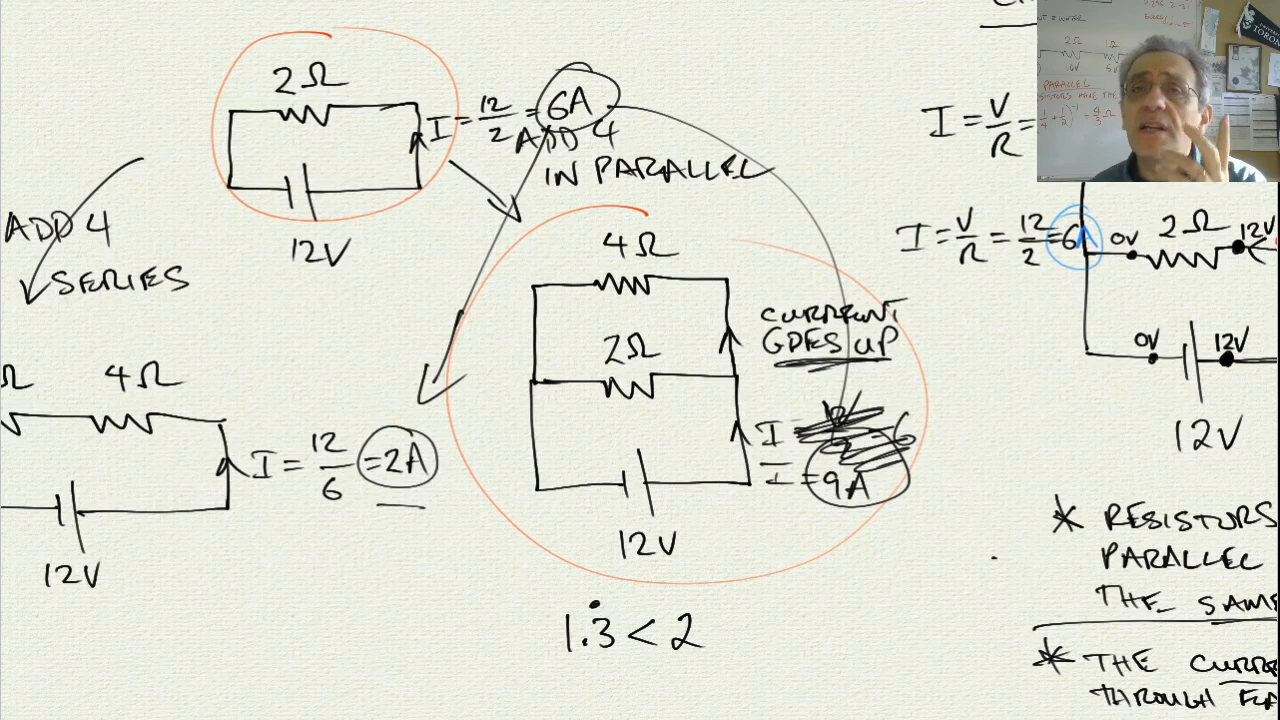 2Ω
I = 12/2 = 6A
ADD 4
IN PARALLEL
12V
ADD 4
SERIES
Ω
4Ω
I = 12/6 = 2A
12V
4Ω
2Ω
CURRENT
GOES UP
I
I = 9A
12V
1.3̇ < 2
I = V/R =
I = V/R = 12/2 = 6A
0V
2Ω
12V
0V
12V
12V
* RESISTORS
PARALLEL
THE SAME
* THE
THROUGH
PARALLEL